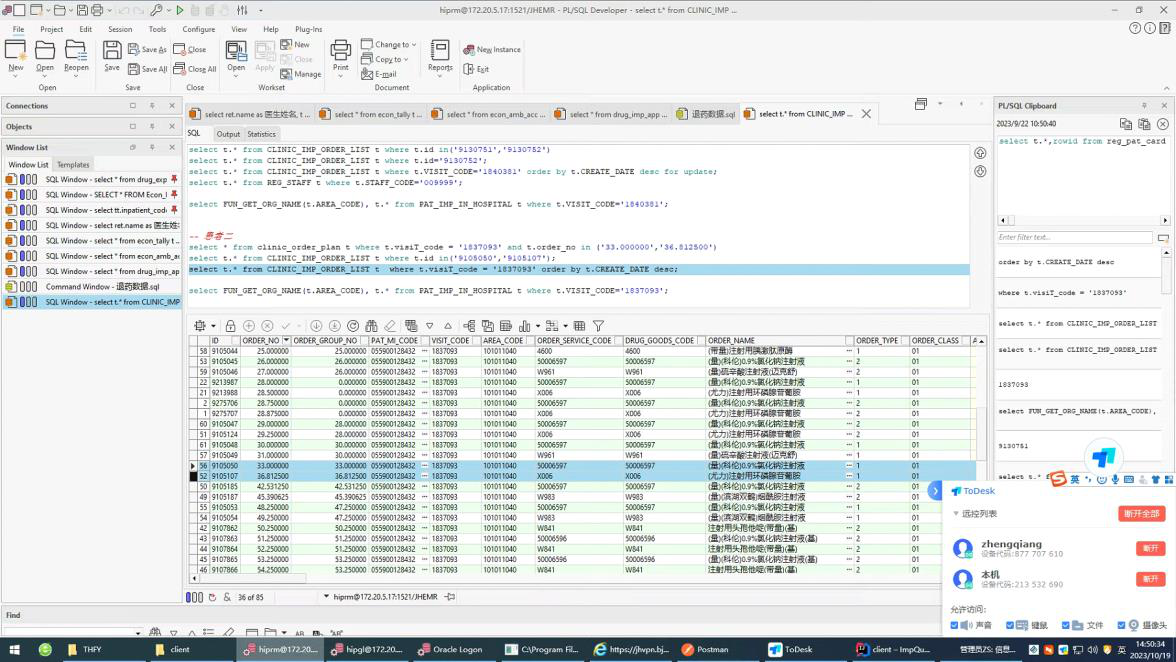 hiprm@172.20.5.17:1521/JHEMR - PL/SQL Developer - select t.* from CLINIC_IMP ...
File Project Edit Session Tools Configure View Help Plug-Ins
New Open Reopen Save Save As Save All Close Close All Open Apply New Close Manage Print Change to Copy to E-mail Reports New Instance Exit
Open Save Close Workset Document Tools Application
Connections
Objects
Window List
Window List Templates
SQL Window - select * from drug_exp
SQL Window - SELECT * FROM Econ_I
SQL Window - select tt.inpatient_cod
SQL Window - select ret.name as 医生姓名
SQL Window - select * from econ_tally t ...
SQL Window - select * from econ_amb_acc ...
SQL Window - select * from drug_imp_ap
Command Window - 退药数据.sql
SQL Window - select t.* from CLINIC_IMP
select ret.name as 医生姓名, t ... select * from econ_tally t ... select * from econ_amb_acc ... select * from drug_imp_app ... 退药数据.sql select t.* from CLINIC_IMP ...
SQL Output Statistics
select t.* from CLINIC_IMP_ORDER_LIST t where t.id in('9130751','9130752')
select t.* from CLINIC_IMP_ORDER_LIST t where t.id='9130752';
select t.* from CLINIC_IMP_ORDER_LIST t where t.VISIT_CODE='1840381' order by t.CREATE_DATE desc for update;
select t.* from REG_STAFF t where t.STAFF_CODE='009999';
select FUN_GET_ORG_NAME(t.AREA_CODE), t.* from PAT_IMP_IN_HOSPITAL t where t.VISIT_CODE='1840381';
-- 患者二
select * from clinic_order_plan t where t.visiT_code = '1837093' and t.order_no in ('33.000000','36.812500')
select t.* from CLINIC_IMP_ORDER_LIST t where t.id in('9105050','9105107');
select t.* from CLINIC_IMP_ORDER_LIST t where t.visiT_code = '1837093' order by t.CREATE_DATE desc;
select FUN_GET_ORG_NAME(t.AREA_CODE), t.* from PAT_IMP_IN_HOSPITAL t where t.VISIT_CODE='1837093';
ID ORDER_NO ORDER_GROUP_NO PAT_MI_CODE VISIT_CODE AREA_CODE ORDER_SERVICE_CODE DRUG_GOODS_CODE ORDER_NAME ORDER_TYPE ORDER_CLASS A
58 9105044 25.000000 25.000000 055900128432 ... 1837093 101011040 4600 4600 (带量)注射用胰激肽原酶 ... 1 01
53 9105045 26.000000 26.000000 055900128432 ... 1837093 101011040 50006597 50006597 (量)(科伦)0.9%氯化钠注射液 ... 2 01
59 9105046 27.000000 26.000000 055900128432 ... 1837093 101011040 W961 W961 (量)硫辛酸注射液(迈克舒) ... 2 01
22 9213987 28.000000 0.000000 055900128432 ... 1837093 101011040 50006597 50006597 (量)(科伦)0.9%氯化钠注射液 ... 1 01
21 9213988 28.500000 0.000000 055900128432 ... 1837093 101011040 X006 X006 (尤力)注射用环磷腺苷葡胺 ... 1 01
2 9275706 28.750000 0.000000 055900128432 ... 1837093 101011040 50006597 50006597 (量)(科伦)0.9%氯化钠注射液 ... 2 01
1 9275707 28.875000 0.000000 055900128432 ... 1837093 101011040 X006 X006 (尤力)注射用环磷腺苷葡胺 ... 2 01
60 9105047 29.000000 28.000000 055900128432 ... 1837093 101011040 50006597 50006597 (量)(科伦)0.9%氯化钠注射液 ... 2 01
51 9105124 29.250000 28.000000 055900128432 ... 1837093 101011040 X006 X006 (尤力)注射用环磷腺苷葡胺 ... 2 01
61 9105048 30.000000 30.000000 055900128432 ... 1837093 101011040 50006597 50006597 (量)(科伦)0.9%氯化钠注射液 ... 1 01
57 9105049 31.000000 30.000000 055900128432 ... 1837093 101011040 W961 W961 (量)硫辛酸注射液(迈克舒) ... 1 01
56 9105050 33.000000 33.000000 055900128432 ... 1837093 101011040 50006597 50006597 (量)(科伦)0.9%氯化钠注射液 ... 1 01
52 9105107 36.812500 36.812500 055900128432 ... 1837093 101011040 X006 X006 (尤力)注射用环磷腺苷葡胺 ... 1 01
50 9105185 42.531250 42.531250 055900128432 ... 1837093 101011040 50006597 50006597 (量)(科伦)0.9%氯化钠注射液 ... 2 01
49 9105187 45.390625 42.531250 055900128432 ... 1837093 101011040 W983 W983 (量)(滨湖双鹤)烟酰胺注射液 ... 2 01
55 9105053 48.250000 47.250000 055900128432 ... 1837093 101011040 50006597 50006597 (量)(科伦)0.9%氯化钠注射液 ... 1 01
54 9105054 49.250000 47.250000 055900128432 ... 1837093 101011040 W983 W983 (量)(滨湖双鹤)烟酰胺注射液 ... 1 01
42 9107862 50.250000 50.250000 055900128432 ... 1837093 101011040 W841 W841 注射用头孢他啶(带量)(基) ... 2 01
43 9107863 51.250000 50.250000 055900128432 ... 1837093 101011040 50006596 50006596 (量)(科伦)0.9%氯化钠注射液(基) ... 2 01
44 9107864 52.250000 53.250000 055900128432 ... 1837093 101011040 W841 W841 注射用头孢他啶(带量)(基) ... 2 01
45 9107865 53.250000 53.250000 055900128432 ... 1837093 101011040 50006596 50006596 (量)(科伦)0.9%氯化钠注射液(基) ... 1 01
46 9107866 54.250000 53.250000 055900128432 ... 1837093 101011040 W841 W841 注射用头孢他啶(带量)(基) ... 1 01
36 of 85 hiprm@172.20.5.17:1521/JHEMR
Find
PL/SQL Clipboard
2023/9/22 10:50:40
select t.*,rowid from reg_pat_card
Enter filter text...
order by t.CREATE_DATE desc
where t.visiT_code = '1837093'
select t.* from CLINIC_IMP_ORDER_LIST
select t.* from CLINIC_IMP_ORDER_LIST
1837093
select FUN_GET_ORG_NAME(t.AREA_CODE),
9130751
英
ToDesk
远控列表 断开全部
zhengqiang
设备代码:877 707 610 断开
本机
设备代码:213 532 690 断开
允许访问:
声音 键鼠 文件 摄像头
THFY client hiprm@172.20.5.... hipgl@172.20.... Oracle Logon C:\Program Fil... https://jhvpn.bj... Postman ToDesk client – ImpQu... 管理员ZS: 信息... 英 14:50:34
2023/10/19